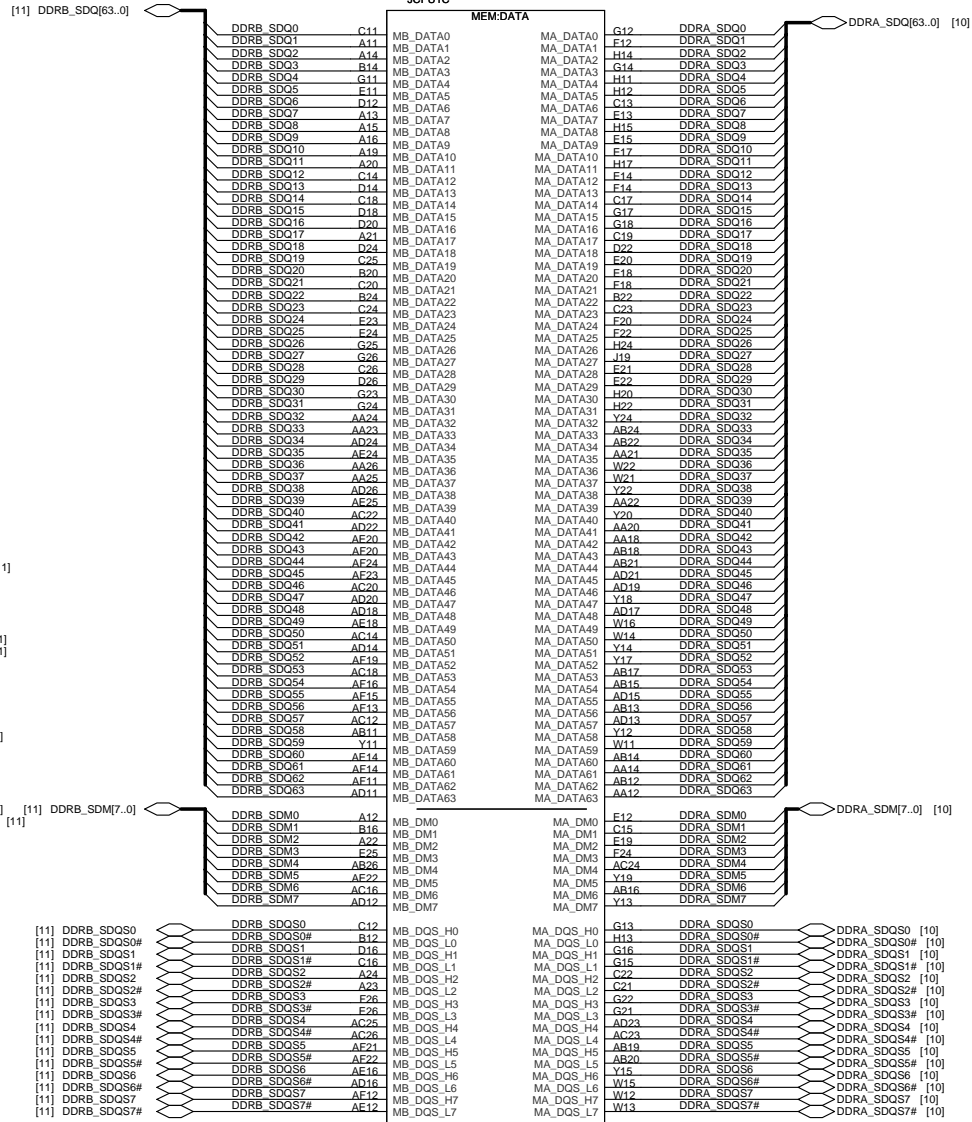 JCPU1C
[11] DDRB_SDQ[63..0] MEM:DATA DDRA_SDQ[63..0] [10]
DDRB_SDQ0 C11 MB_DATA0 MA_DATA0 G12 DDRA_SDQ0
DDRB_SDQ1 A11 MB_DATA1 MA_DATA1 F12 DDRA_SDQ1
DDRB_SDQ2 A14 MB_DATA2 MA_DATA2 H14 DDRA_SDQ2
DDRB_SDQ3 B14 MB_DATA3 MA_DATA3 G14 DDRA_SDQ3
DDRB_SDQ4 G11 MB_DATA4 MA_DATA4 H11 DDRA_SDQ4
DDRB_SDQ5 E11 MB_DATA5 MA_DATA5 H12 DDRA_SDQ5
DDRB_SDQ6 D12 MB_DATA6 MA_DATA6 C13 DDRA_SDQ6
DDRB_SDQ7 A13 MB_DATA7 MA_DATA7 E13 DDRA_SDQ7
DDRB_SDQ8 A15 MB_DATA8 MA_DATA8 H15 DDRA_SDQ8
DDRB_SDQ9 A16 MB_DATA9 MA_DATA9 E15 DDRA_SDQ9
DDRB_SDQ10 A19 MB_DATA10 MA_DATA10 E17 DDRA_SDQ10
DDRB_SDQ11 A20 MB_DATA11 MA_DATA11 H17 DDRA_SDQ11
DDRB_SDQ12 C14 MB_DATA12 MA_DATA12 E14 DDRA_SDQ12
DDRB_SDQ13 D14 MB_DATA13 MA_DATA13 F14 DDRA_SDQ13
DDRB_SDQ14 C18 MB_DATA14 MA_DATA14 C17 DDRA_SDQ14
DDRB_SDQ15 D18 MB_DATA15 MA_DATA15 G17 DDRA_SDQ15
DDRB_SDQ16 D20 MB_DATA16 MA_DATA16 G18 DDRA_SDQ16
DDRB_SDQ17 A21 MB_DATA17 MA_DATA17 C19 DDRA_SDQ17
DDRB_SDQ18 D24 MB_DATA18 MA_DATA18 D22 DDRA_SDQ18
DDRB_SDQ19 C25 MB_DATA19 MA_DATA19 E20 DDRA_SDQ19
DDRB_SDQ20 B20 MB_DATA20 MA_DATA20 E18 DDRA_SDQ20
DDRB_SDQ21 C20 MB_DATA21 MA_DATA21 F18 DDRA_SDQ21
DDRB_SDQ22 B24 MB_DATA22 MA_DATA22 B22 DDRA_SDQ22
DDRB_SDQ23 C24 MB_DATA23 MA_DATA23 C23 DDRA_SDQ23
DDRB_SDQ24 E23 MB_DATA24 MA_DATA24 F20 DDRA_SDQ24
DDRB_SDQ25 E24 MB_DATA25 MA_DATA25 F22 DDRA_SDQ25
DDRB_SDQ26 G25 MB_DATA26 MA_DATA26 H24 DDRA_SDQ26
DDRB_SDQ27 G26 MB_DATA27 MA_DATA27 J19 DDRA_SDQ27
DDRB_SDQ28 C26 MB_DATA28 MA_DATA28 E21 DDRA_SDQ28
DDRB_SDQ29 D26 MB_DATA29 MA_DATA29 E22 DDRA_SDQ29
DDRB_SDQ30 G23 MB_DATA30 MA_DATA30 H20 DDRA_SDQ30
DDRB_SDQ31 G24 MB_DATA31 MA_DATA31 H22 DDRA_SDQ31
DDRB_SDQ32 AA24 MB_DATA32 MA_DATA32 Y24 DDRA_SDQ32
DDRB_SDQ33 AA23 MB_DATA33 MA_DATA33 AB24 DDRA_SDQ33
DDRB_SDQ34 AD24 MB_DATA34 MA_DATA34 AB22 DDRA_SDQ34
DDRB_SDQ35 AE24 MB_DATA35 MA_DATA35 AA21 DDRA_SDQ35
DDRB_SDQ36 AA26 MB_DATA36 MA_DATA36 W22 DDRA_SDQ36
DDRB_SDQ37 AA25 MB_DATA37 MA_DATA37 W21 DDRA_SDQ37
DDRB_SDQ38 AD26 MB_DATA38 MA_DATA38 Y22 DDRA_SDQ38
DDRB_SDQ39 AE25 MB_DATA39 MA_DATA39 AA22 DDRA_SDQ39
DDRB_SDQ40 AC22 MB_DATA40 MA_DATA40 Y20 DDRA_SDQ40
DDRB_SDQ41 AD22 MB_DATA41 MA_DATA41 AA20 DDRA_SDQ41
DDRB_SDQ42 AE20 MB_DATA42 MA_DATA42 AA18 DDRA_SDQ42
DDRB_SDQ43 AF20 MB_DATA43 MA_DATA43 AB18 DDRA_SDQ43
1] DDRB_SDQ44 AF24 MB_DATA44 MA_DATA44 AB21 DDRA_SDQ44
DDRB_SDQ45 AF23 MB_DATA45 MA_DATA45 AD21 DDRA_SDQ45
DDRB_SDQ46 AC20 MB_DATA46 MA_DATA46 AD19 DDRA_SDQ46
DDRB_SDQ47 AD20 MB_DATA47 MA_DATA47 Y18 DDRA_SDQ47
DDRB_SDQ48 AD18 MB_DATA48 MA_DATA48 AD17 DDRA_SDQ48
DDRB_SDQ49 AE18 MB_DATA49 MA_DATA49 W16 DDRA_SDQ49
1] DDRB_SDQ50 AC14 MB_DATA50 MA_DATA50 W14 DDRA_SDQ50
1] DDRB_SDQ51 AD14 MB_DATA51 MA_DATA51 Y14 DDRA_SDQ51
DDRB_SDQ52 AF19 MB_DATA52 MA_DATA52 Y17 DDRA_SDQ52
DDRB_SDQ53 AC18 MB_DATA53 MA_DATA53 AB17 DDRA_SDQ53
DDRB_SDQ54 AF16 MB_DATA54 MA_DATA54 AB15 DDRA_SDQ54
DDRB_SDQ55 AF15 MB_DATA55 MA_DATA55 AD15 DDRA_SDQ55
DDRB_SDQ56 AF13 MB_DATA56 MA_DATA56 AB13 DDRA_SDQ56
DDRB_SDQ57 AC12 MB_DATA57 MA_DATA57 AD13 DDRA_SDQ57
] DDRB_SDQ58 AB11 MB_DATA58 MA_DATA58 Y12 DDRA_SDQ58
DDRB_SDQ59 Y11 MB_DATA59 MA_DATA59 W11 DDRA_SDQ59
DDRB_SDQ60 AE14 MB_DATA60 MA_DATA60 AB14 DDRA_SDQ60
DDRB_SDQ61 AF14 MB_DATA61 MA_DATA61 AA14 DDRA_SDQ61
DDRB_SDQ62 AF11 MB_DATA62 MA_DATA62 AB12 DDRA_SDQ62
DDRB_SDQ63 AD11 MB_DATA63 MA_DATA63 AA12 DDRA_SDQ63
] [11] DDRB_SDM[7..0] DDRA_SDM[7..0] [10]
[11] DDRB_SDM0 A12 MB_DM0 MA_DM0 E12 DDRA_SDM0
DDRB_SDM1 B16 MB_DM1 MA_DM1 C15 DDRA_SDM1
DDRB_SDM2 A22 MB_DM2 MA_DM2 E19 DDRA_SDM2
DDRB_SDM3 E25 MB_DM3 MA_DM3 F24 DDRA_SDM3
DDRB_SDM4 AB26 MB_DM4 MA_DM4 AC24 DDRA_SDM4
DDRB_SDM5 AE22 MB_DM5 MA_DM5 Y19 DDRA_SDM5
DDRB_SDM6 AC16 MB_DM6 MA_DM6 AB16 DDRA_SDM6
DDRB_SDM7 AD12 MB_DM7 MA_DM7 Y13 DDRA_SDM7
[11] DDRB_SDQS0 DDRB_SDQS0 C12 MB_DQS_H0 MA_DQS_H0 G13 DDRA_SDQS0 DDRA_SDQS0 [10]
[11] DDRB_SDQS0# DDRB_SDQS0# B12 MB_DQS_L0 MA_DQS_L0 H13 DDRA_SDQS0# DDRA_SDQS0# [10]
[11] DDRB_SDQS1 DDRB_SDQS1 D16 MB_DQS_H1 MA_DQS_H1 G16 DDRA_SDQS1 DDRA_SDQS1 [10]
[11] DDRB_SDQS1# DDRB_SDQS1# C16 MB_DQS_L1 MA_DQS_L1 G15 DDRA_SDQS1# DDRA_SDQS1# [10]
[11] DDRB_SDQS2 DDRB_SDQS2 A24 MB_DQS_H2 MA_DQS_H2 C22 DDRA_SDQS2 DDRA_SDQS2 [10]
[11] DDRB_SDQS2# DDRB_SDQS2# A23 MB_DQS_L2 MA_DQS_L2 C21 DDRA_SDQS2# DDRA_SDQS2# [10]
[11] DDRB_SDQS3 DDRB_SDQS3 F26 MB_DQS_H3 MA_DQS_H3 G22 DDRA_SDQS3 DDRA_SDQS3 [10]
[11] DDRB_SDQS3# DDRB_SDQS3# E26 MB_DQS_L3 MA_DQS_L3 G21 DDRA_SDQS3# DDRA_SDQS3# [10]
[11] DDRB_SDQS4 DDRB_SDQS4 AC25 MB_DQS_H4 MA_DQS_H4 AD23 DDRA_SDQS4 DDRA_SDQS4 [10]
[11] DDRB_SDQS4# DDRB_SDQS4# AC26 MB_DQS_L4 MA_DQS_L4 AC23 DDRA_SDQS4# DDRA_SDQS4# [10]
[11] DDRB_SDQS5 DDRB_SDQS5 AF21 MB_DQS_H5 MA_DQS_H5 AB19 DDRA_SDQS5 DDRA_SDQS5 [10]
[11] DDRB_SDQS5# DDRB_SDQS5# AF22 MB_DQS_L5 MA_DQS_L5 AB20 DDRA_SDQS5# DDRA_SDQS5# [10]
[11] DDRB_SDQS6 DDRB_SDQS6 AE16 MB_DQS_H6 MA_DQS_H6 Y15 DDRA_SDQS6 DDRA_SDQS6 [10]
[11] DDRB_SDQS6# DDRB_SDQS6# AD16 MB_DQS_L6 MA_DQS_L6 W15 DDRA_SDQS6# DDRA_SDQS6# [10]
[11] DDRB_SDQS7 DDRB_SDQS7 AF12 MB_DQS_H7 MA_DQS_H7 W12 DDRA_SDQS7 DDRA_SDQS7 [10]
[11] DDRB_SDQS7# DDRB_SDQS7# AE12 MB_DQS_L7 MA_DQS_L7 W13 DDRA_SDQS7# DDRA_SDQS7# [10]